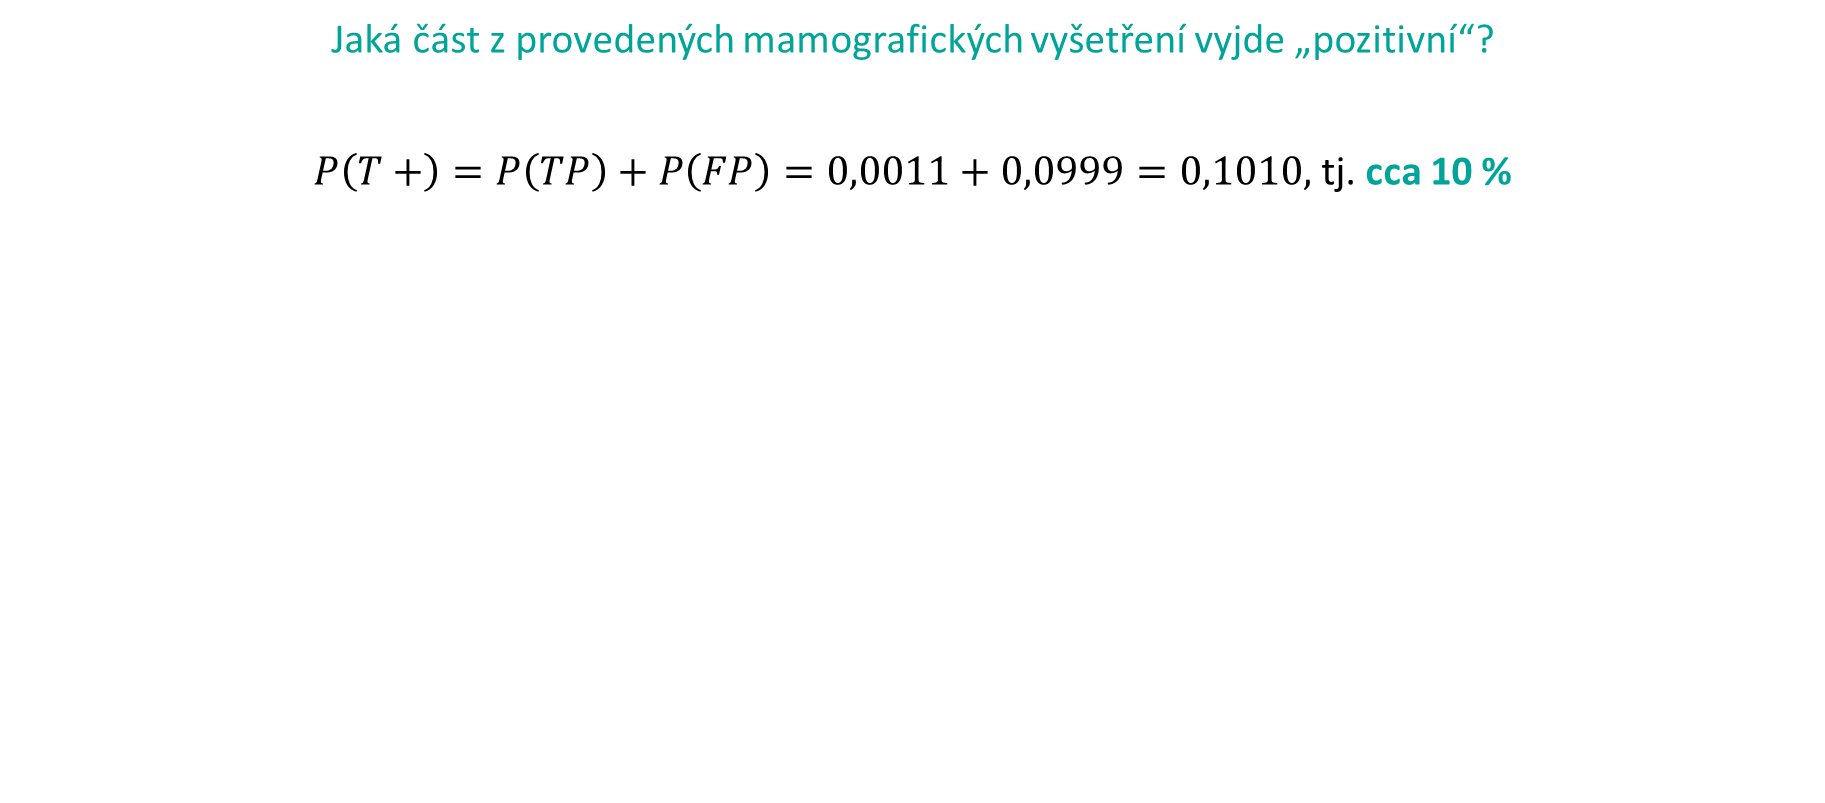 Jaká část z provedených mamografických vyšetření vyjde „pozitivní“?
P(T +) = P(TP) + P(FP) = 0,0011 + 0,0999 = 0,1010, tj. cca 10 %